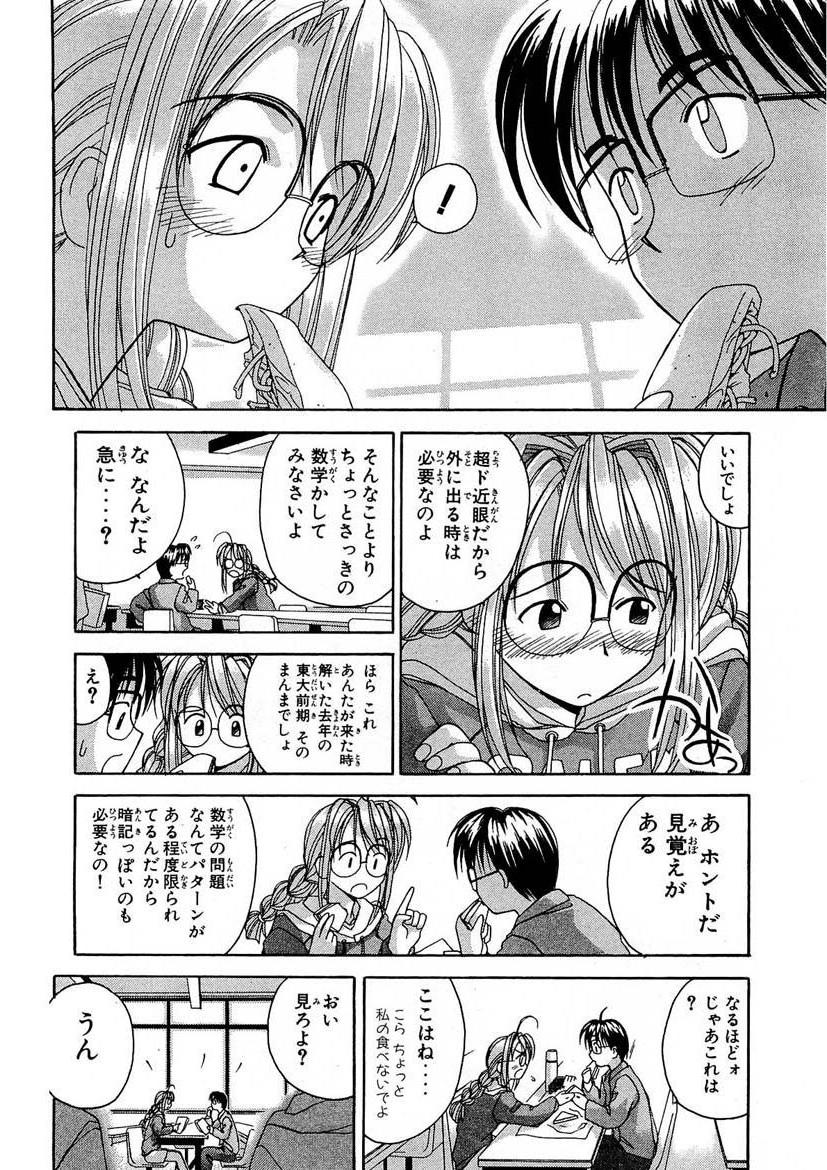 ！
いいでしょ
超ド近眼だから
外に出る時は
必要なのよ
かあっ
そんなことより
ちょっとさっきの
数学かして
みなさいよ
な なんだよ
急に‥‥
？
ほら これ
あんたが来た時
解いた去年の
東大前期 その
まんまでしょ
え？
あ ホントだ
見覚えが
ある
数学の問題
なんてパターンが
ある程度限られ
てるんだから
暗記っぽいのも
必要なの！
なるほどォ
じゃあこれは
？
ここはね‥‥
こら ちょっと
私の食べないでよ
おい
見ろよ？
うん